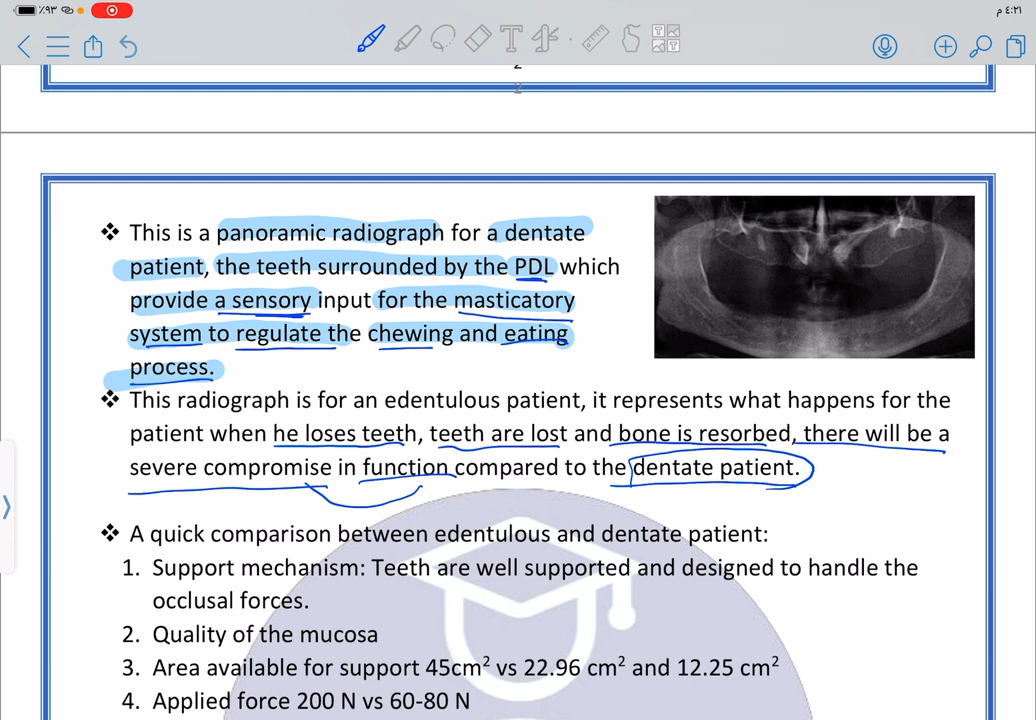 ٪٩٣
٤:٢١ م
2
❖ This is a panoramic radiograph for a dentate
patient, the teeth surrounded by the PDL which
provide a sensory input for the masticatory
system to regulate the chewing and eating
process.
❖ This radiograph is for an edentulous patient, it represents what happens for the
patient when he loses teeth, teeth are lost and bone is resorbed, there will be a
severe compromise in function compared to the dentate patient.
❖ A quick comparison between edentulous and dentate patient:
1. Support mechanism: Teeth are well supported and designed to handle the
occlusal forces.
2. Quality of the mucosa
3. Area available for support 45cm² vs 22.96 cm² and 12.25 cm²
4. Applied force 200 N vs 60-80 N